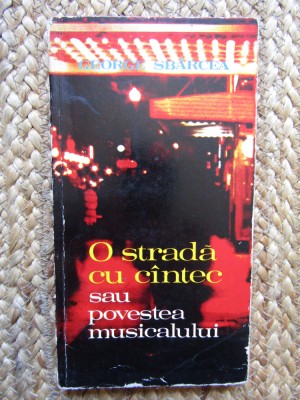 GEORGE SBÂRCEA
O stradă
cu cîntec
sau
povestea
musicalului